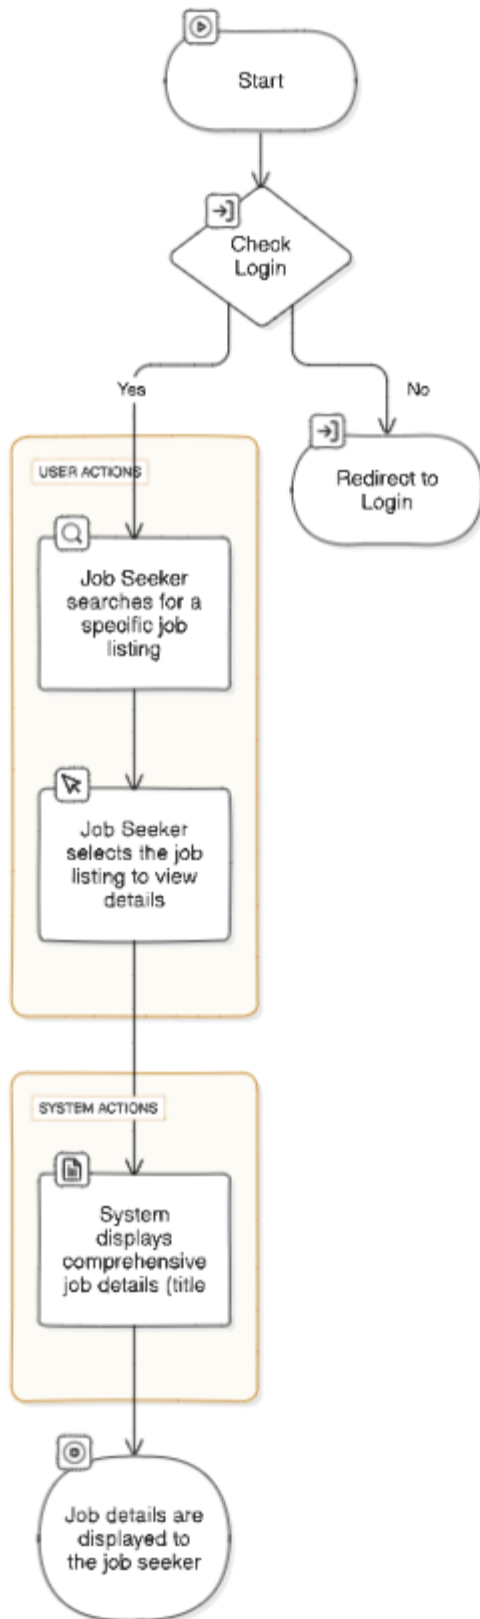 Start
Check
Login
Yes
No
USER ACTIONS
Redirect to
Login
Job Seeker
searches for a
specific job
listing
Job Seeker
selects the job
listing to view
details
SYSTEM ACTIONS
System
displays
comprehensive
job details (title
Job details are
displayed to
the job seeker